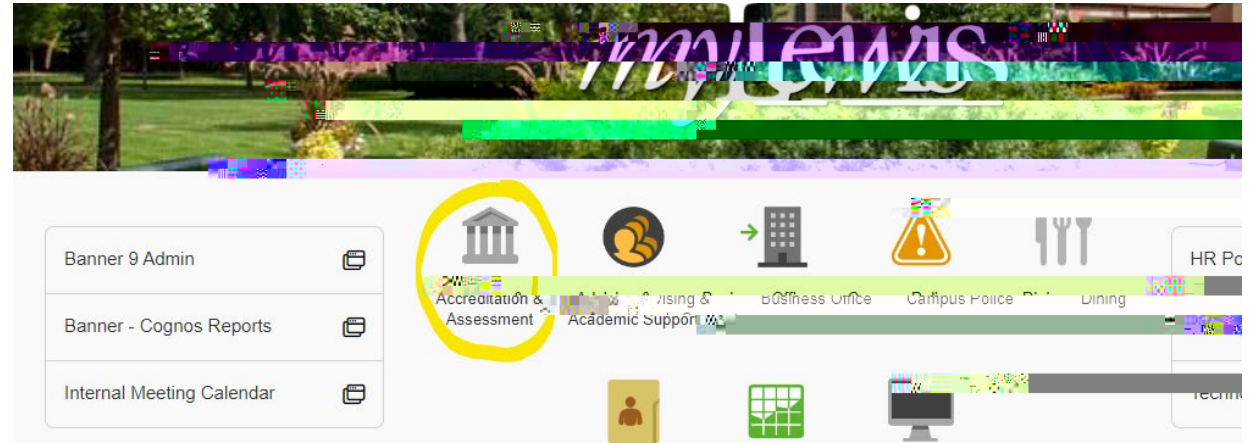 myLewis
Banner 9 Admin
Banner - Cognos Reports
Internal Meeting Calendar
Accreditation &
Assessment
Advising &
Academic Support
Business Office
Campus Police
Dining
HR Po